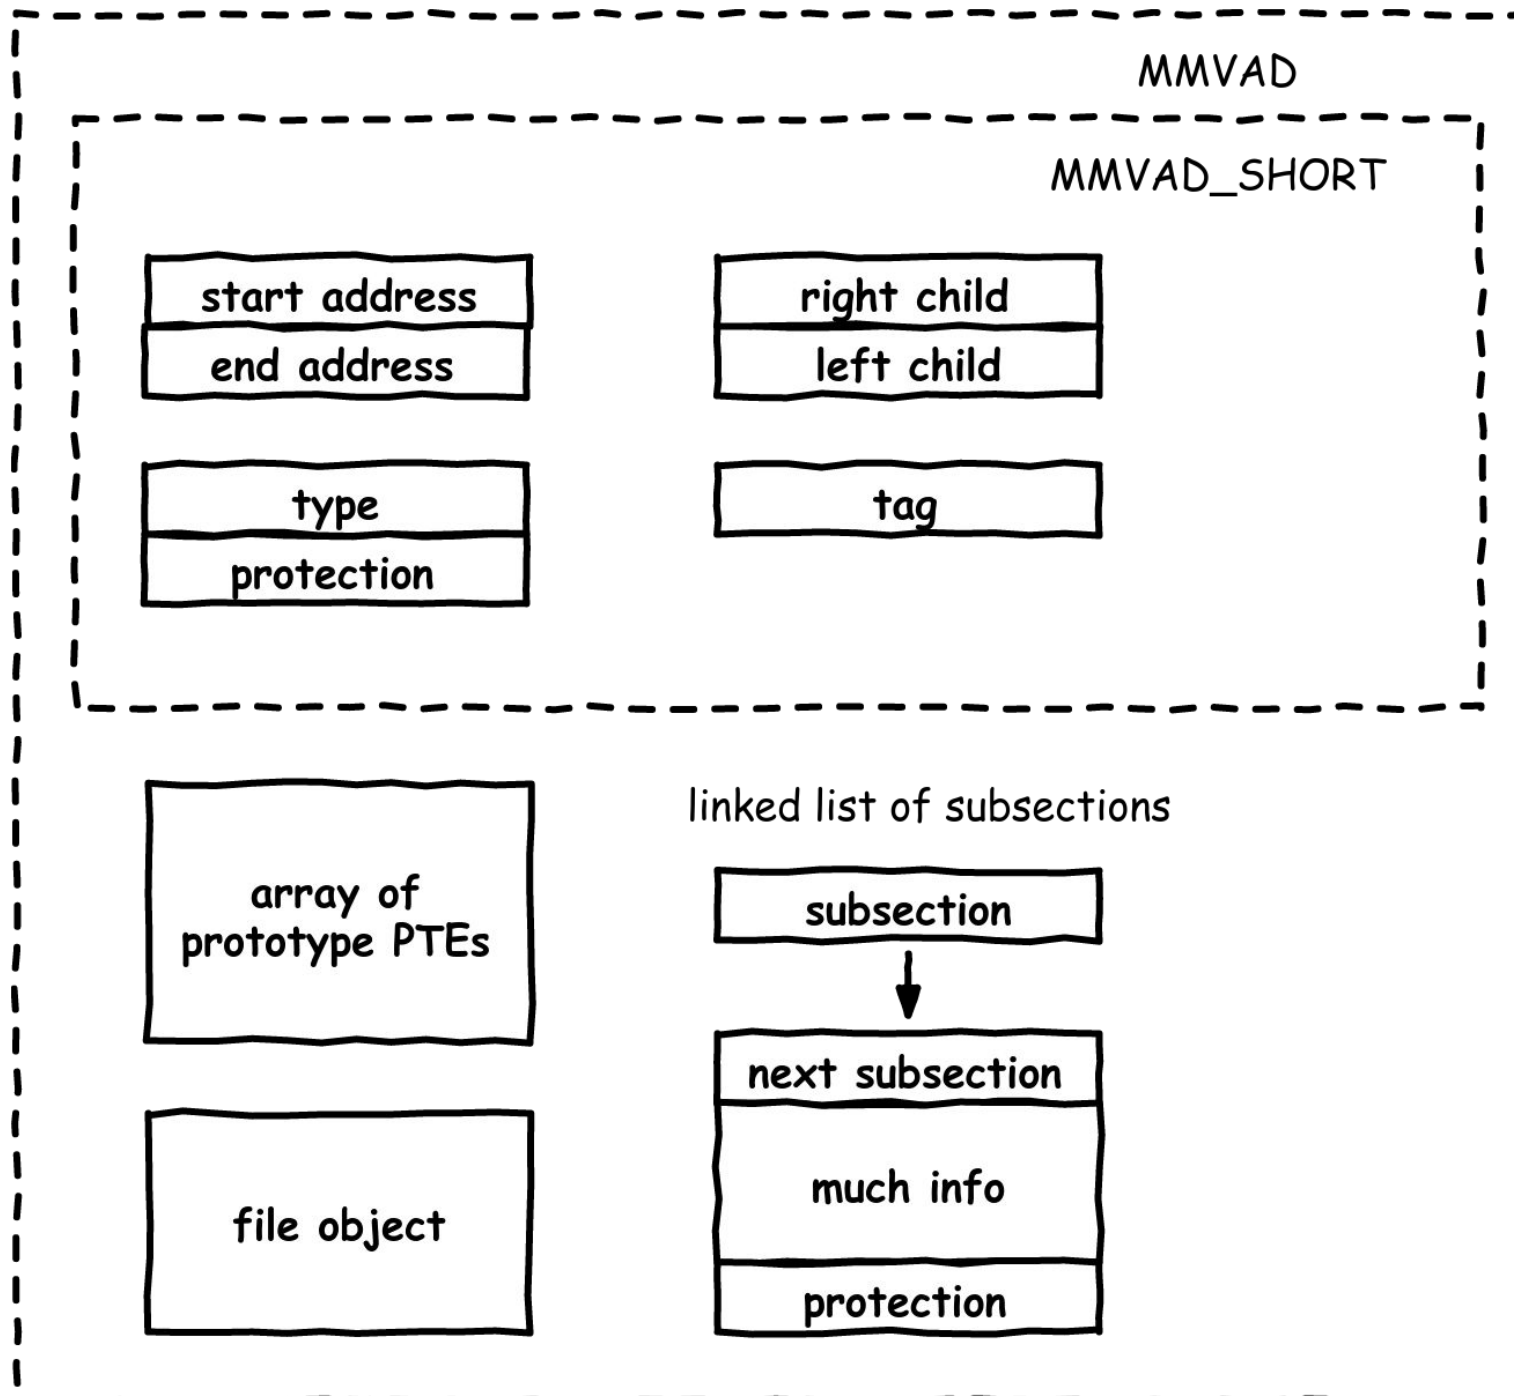 MMVAD
MMVAD_SHORT
start address
end address
right child
left child
type
protection
tag
array of
prototype PTEs
file object
linked list of subsections
subsection
next subsection
much info
protection